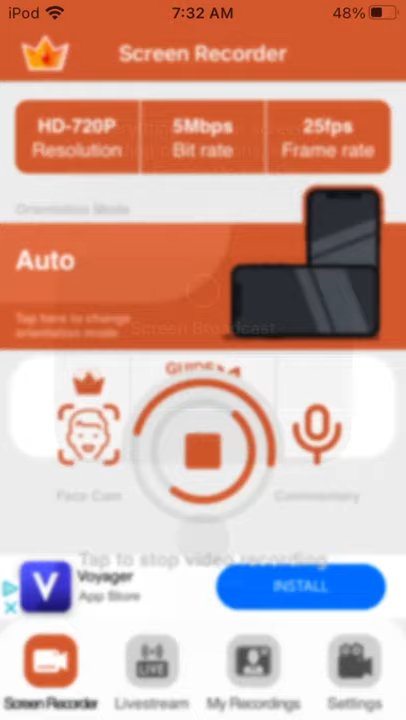 iPod 7:32 AM 48%
Screen Recorder
HD-720P 5Mbps 25fps
Resolution Bit rate Frame rate
Orientation Mode
Auto
Tap here to change
orientation mode
Screen Broadcast
Face Cam Commentary
Tap to stop video recording
Voyager
App Store
INSTALL
LIVE
Screen Recorder Livestream My Recordings Settings